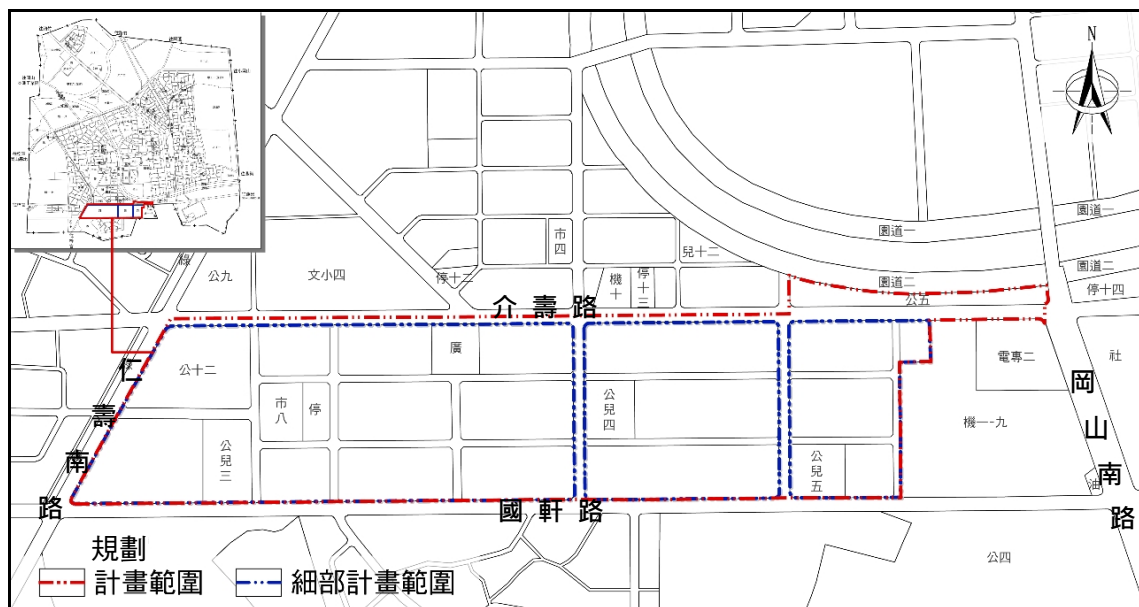 N
園道一
園道一
市四
兒十二
綠
公九
文小四
停十二
機十
停十三
園道二
園道二
公五
停十四
介壽路
廣
公十二
電專二
社
仁壽南路
市八
停
公兒四
岡山南路
公兒三
公兒五
機一-九
油
國軒路
公四
規劃
計畫範圍
細部計畫範圍